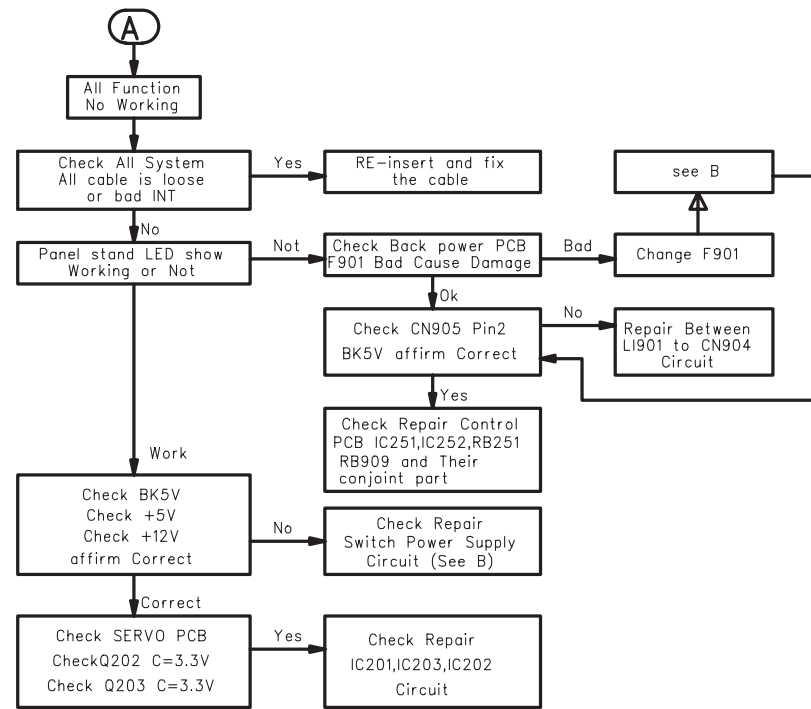 A
All Function
No Working
Check All System
All cable is loose
or bad INT
Yes
RE-insert and fix
the cable
see B
No
Panel stand LED show
Working or Not
Not
Check Back power PCB
F901 Bad Cause Damage
Bad
Change F901
Ok
Check CN905 Pin2
BK5V affirm Correct
No
Repair Between
LI901 to CN904
Circuit
Yes
Check Repair Control
PCB IC251,IC252,RB251
RB909 and Their
conjoint part
Work
Check BK5V
Check +5V
Check +12V
affirm Correct
No
Check Repair
Switch Power Supply
Circuit (See B)
Correct
Check SERVO PCB
CheckQ202 C=3.3V
Check Q203 C=3.3V
Yes
Check Repair
IC201,IC203,IC202
Circuit